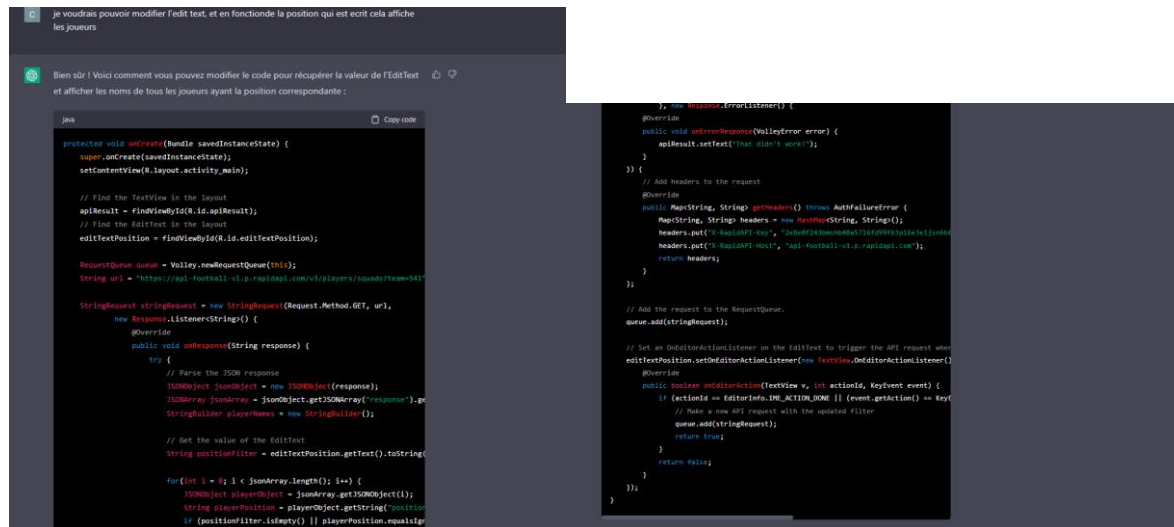 C
je voudrais pouvoir modifier l'edit text, et en fonctionde la position qui est ecrit cela affiche
les joueurs
Bien sûr ! Voici comment vous pouvez modifier le code pour récupérer la valeur de l'EditText
et afficher les noms de tous les joueurs ayant la position correspondante :
java
Copy code
protected void onCreate(Bundle savedInstanceState) {
super.onCreate(savedInstanceState);
setContentView(R.layout.activity_main);
// Find the TextView in the layout
apiResult = findViewById(R.id.apiResult);
// Find the EditText in the layout
editTextPosition = findViewById(R.id.editTextPosition);
RequestQueue queue = Volley.newRequestQueue(this);
String url = "https://api-football-v1.p.rapidapi.com/v3/players/squads?team=541"
StringRequest stringRequest = new StringRequest(Request.Method.GET, url,
new Response.Listener<String>() {
@Override
public void onResponse(String response) {
try {
// Parse the JSON response
JSONObject jsonObject = new JSONObject(response);
JSONArray jsonArray = jsonObject.getJSONArray("response").ge
StringBuilder playerNames = new StringBuilder();
// Get the value of the EditText
String positionFilter = editTextPosition.getText().toString(
for(int i = 0; i < jsonArray.length(); i++) {
JSONObject playerObject = jsonArray.getJSONObject(i);
String playerPosition = playerObject.getString("position
if (positionFilter.isEmpty() || playerPosition.equalsIgn
}, new Response.ErrorListener() {
@Override
public void onErrorResponse(VolleyError error) {
apiResult.setText("That didn't work!");
}
}) {
// Add headers to the request
@Override
public Map<String, String> getHeaders() throws AuthFailureError {
Map<String, String> headers = new HashMap<String, String>();
headers.put("X-RapidAPI-Key",
headers.put("X-RapidAPI-Host", "api-football-v1.p.rapidapi.com");
return headers;
}
};
// Add the request to the RequestQueue.
queue.add(stringRequest);
// Set an OnEditorActionListener on the EditText to trigger the API request whe
editTextPosition.setOnEditorActionListener(new TextView.OnEditorActionListener()
@Override
public boolean onEditorAction(TextView v, int actionId, KeyEvent event) {
if (actionId == EditorInfo.IME_ACTION_DONE || (event.getAction() == KeyE
// Make a new API request with the updated filter
queue.add(stringRequest);
return true;
}
return false;
}
});
}